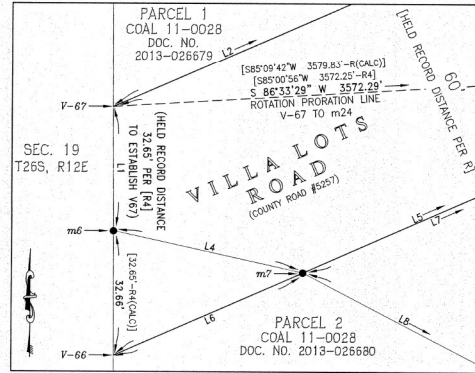 PARCEL 1
COAL 11-0028
DOC. NO.
2013-026679
L2
[S85°09'42"W 3579.83'-R(CALC)]
[S85°00'56"W 3572.25'-R4]
S 86°33'29" W 3572.29'
ROTATION PRORATION LINE
V-67 TO m24
[HELD RECORD
DISTANCE PER R]
60'
V-67
SEC. 19
T26S, R12E
(HELD RECORD DISTANCE
32.65' PER [R4]
TO ESTABLISH V67)
L1
VILLA LOTS
ROAD
(COUNTY ROAD #5257)
m6
L4
L5
L7
m7
[32.65'-R4(CALC)]
32.66'
L6
L8
V-66
PARCEL 2
COAL 11-0028
DOC. NO. 2013-026680